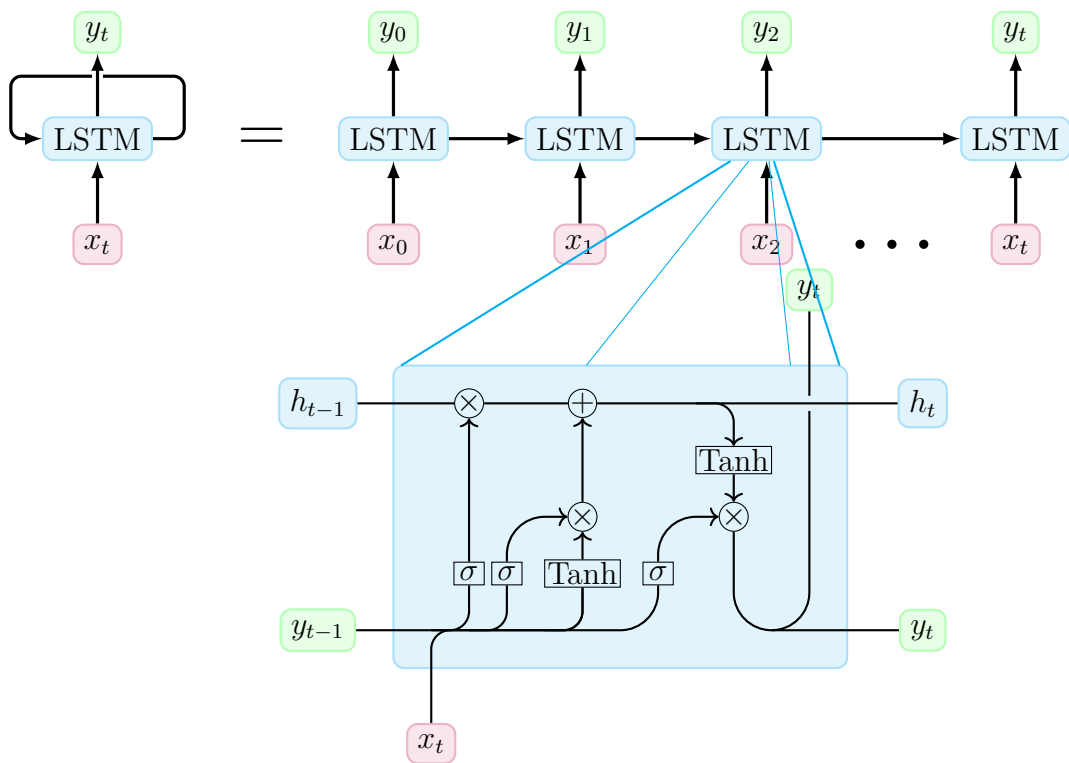 y_t y_0 y_1 y_2 y_t
LSTM = LSTM LSTM LSTM LSTM
x_t x_0 x_1 x_2 • • • x_t
y_t
h_{t−1} × + h_t
Tanh
× ×
σ σ Tanh σ
y_{t−1} y_t
x_t